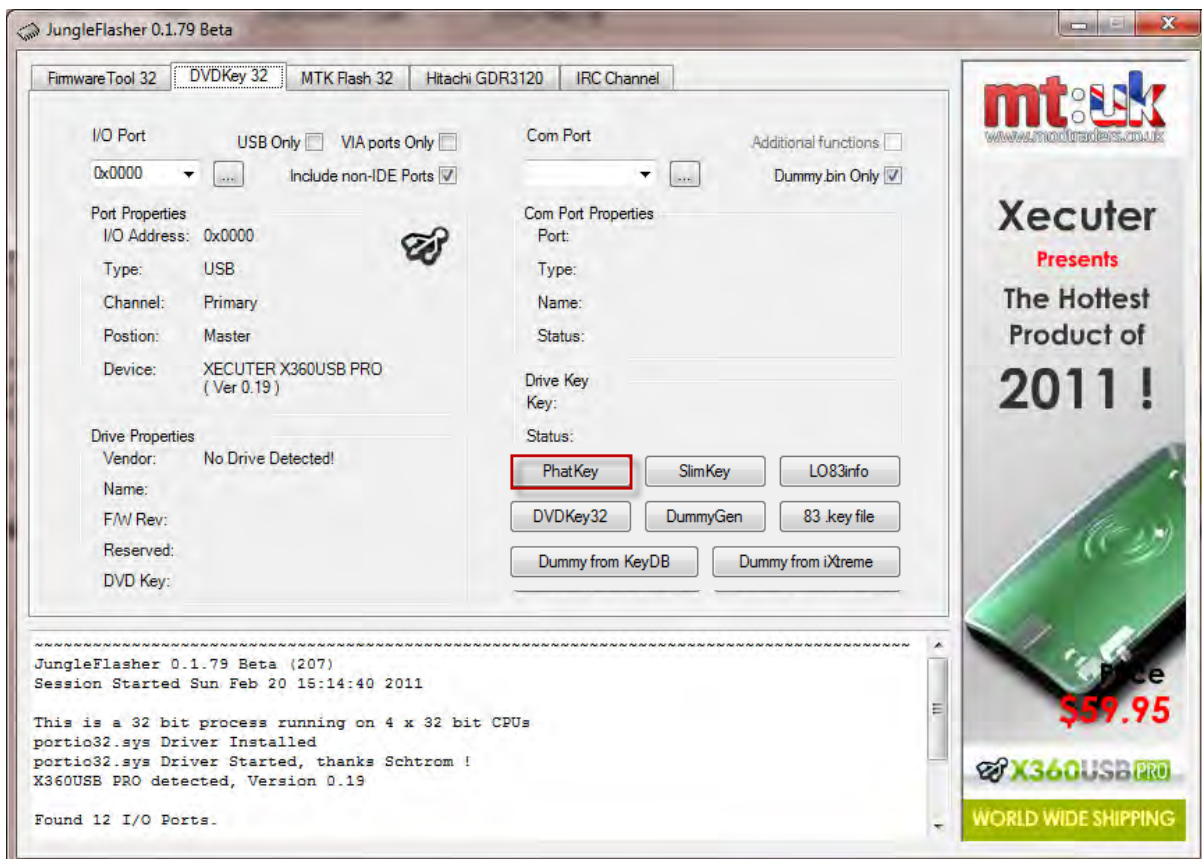 JungleFlasher 0.1.79 Beta
FirmwareTool 32
DVDKey 32
MTK Flash 32
Hitachi GDR3120
IRC Channel
I/O Port
USB Only
VIA ports Only
0x0000
...
Include non-IDE Ports
Port Properties
I/O Address: 0x0000
Type: USB
Channel: Primary
Postion: Master
Device: XECUTER X360USB PRO
( Ver 0.19 )
Drive Properties
Vendor: No Drive Detected!
Name:
F/W Rev:
Reserved:
DVD Key:
Com Port
Additional functions
...
Dummy.bin Only
Com Port Properties
Port:
Type:
Name:
Status:
Drive Key
Key:
Status:
PhatKey
SlimKey
LO83info
DVDKey32
DummyGen
83 .key file
Dummy from KeyDB
Dummy from iXtreme
~~~~~~~~~~~~~~~~~~~~~~~~~~~~~~~~~~~~~~~~~~~~~~~~~~~~~~~~~~~~~~~~~~~~~~~~~~~~~~~~~~~~~~~~~~
JungleFlasher 0.1.79 Beta (207)
Session Started Sun Feb 20 15:14:40 2011
This is a 32 bit process running on 4 x 32 bit CPUs
portio32.sys Driver Installed
portio32.sys Driver Started, thanks Schtrom !
X360USB PRO detected, Version 0.19
Found 12 I/O Ports.
mt:uk
www.modtraders.co.uk
Xecuter
Presents
The Hottest
Product of
2011 !
Price
$59.95
X360USB PRO
WORLD WIDE SHIPPING